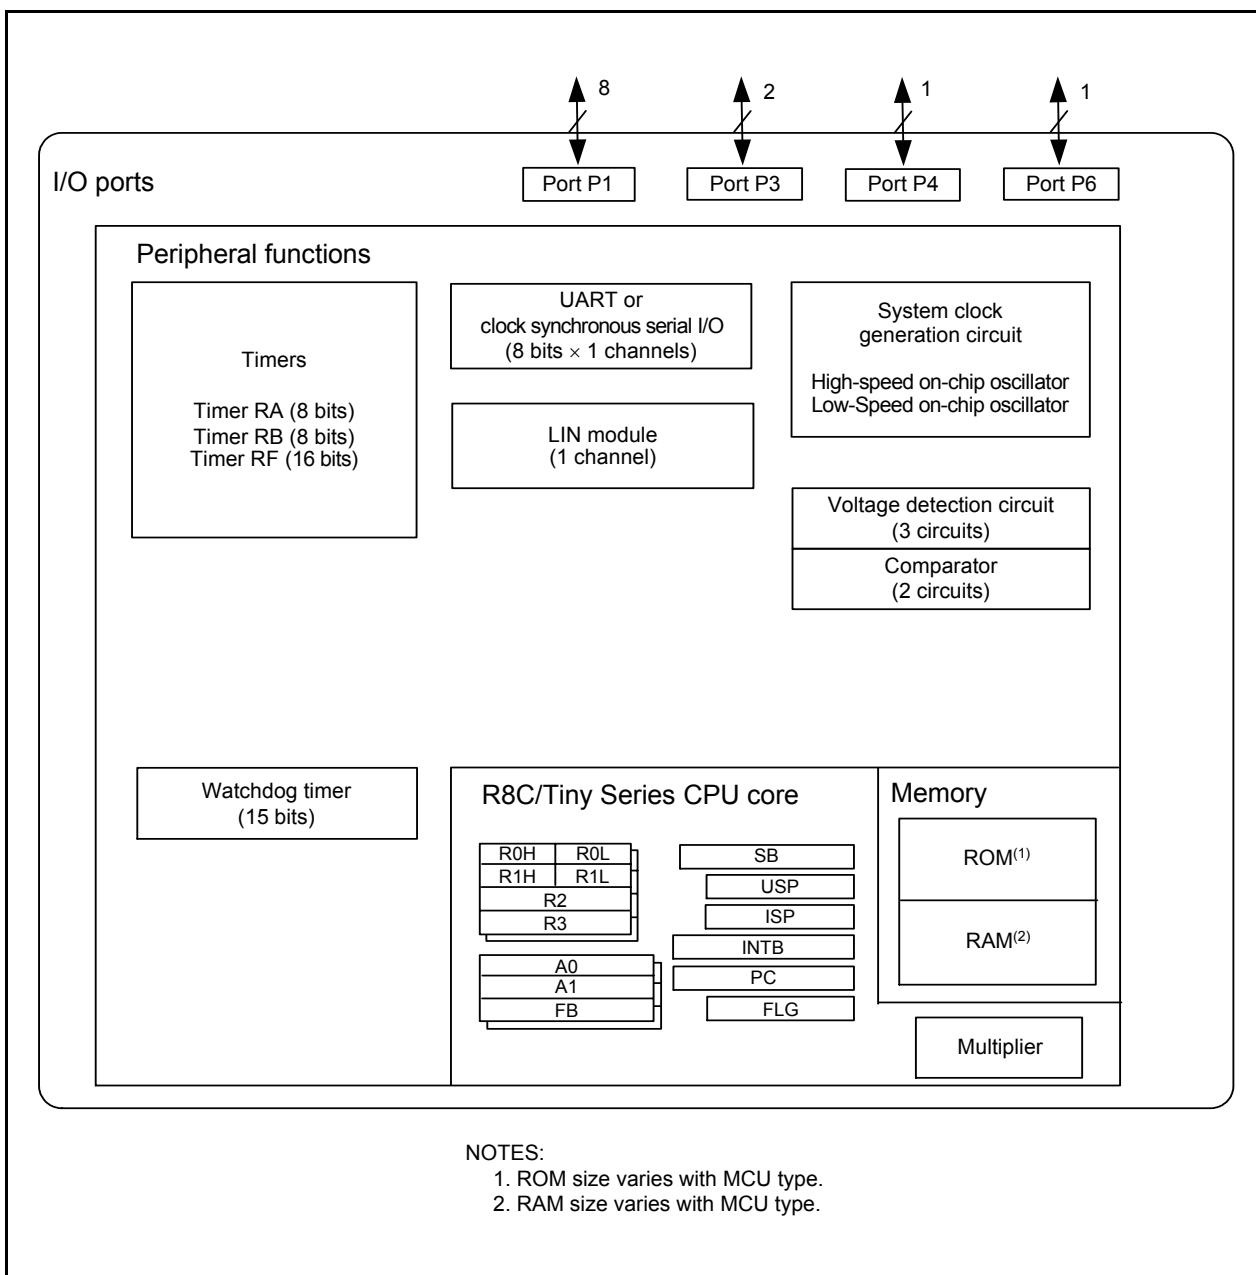 8
2
1
1
I/O ports
Port P1
Port P3
Port P4
Port P6
Peripheral functions
Timers
Timer RA (8 bits)
Timer RB (8 bits)
Timer RF (16 bits)
UART or
clock synchronous serial I/O
(8 bits × 1 channels)
LIN module
(1 channel)
System clock
generation circuit
High-speed on-chip oscillator
Low-Speed on-chip oscillator
Voltage detection circuit
(3 circuits)
Comparator
(2 circuits)
Watchdog timer
(15 bits)
R8C/Tiny Series CPU core
R0H
R0L
R1H
R1L
R2
R3
A0
A1
FB
SB
USP
ISP
INTB
PC
FLG
Memory
ROM(1)
RAM(2)
Multiplier
NOTES:
1. ROM size varies with MCU type.
2. RAM size varies with MCU type.